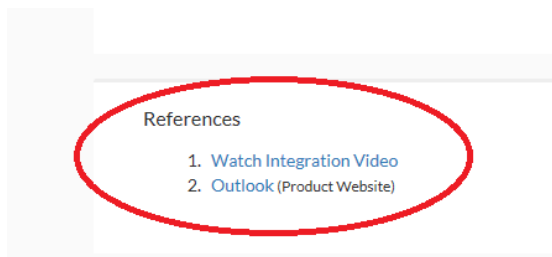 References
1. Watch Integration Video
2. Outlook (Product Website)